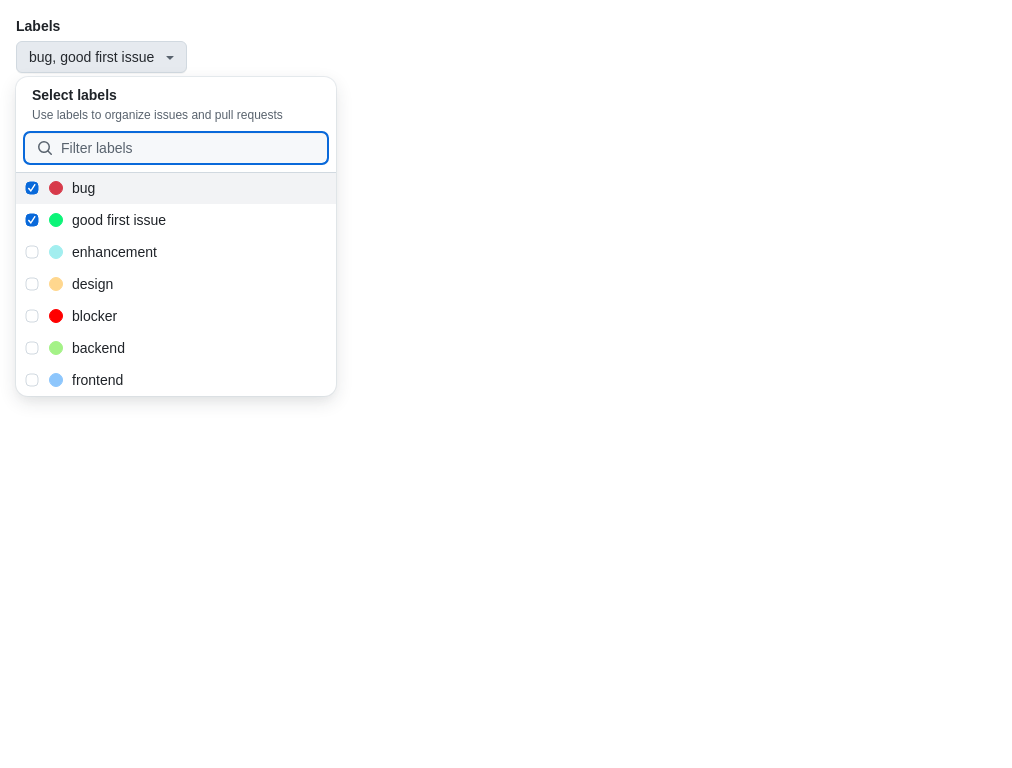 Labels
bug, good first issue
Select labels
Use labels to organize issues and pull requests
Filter labels
bug
good first issue
enhancement
design
blocker
backend
frontend